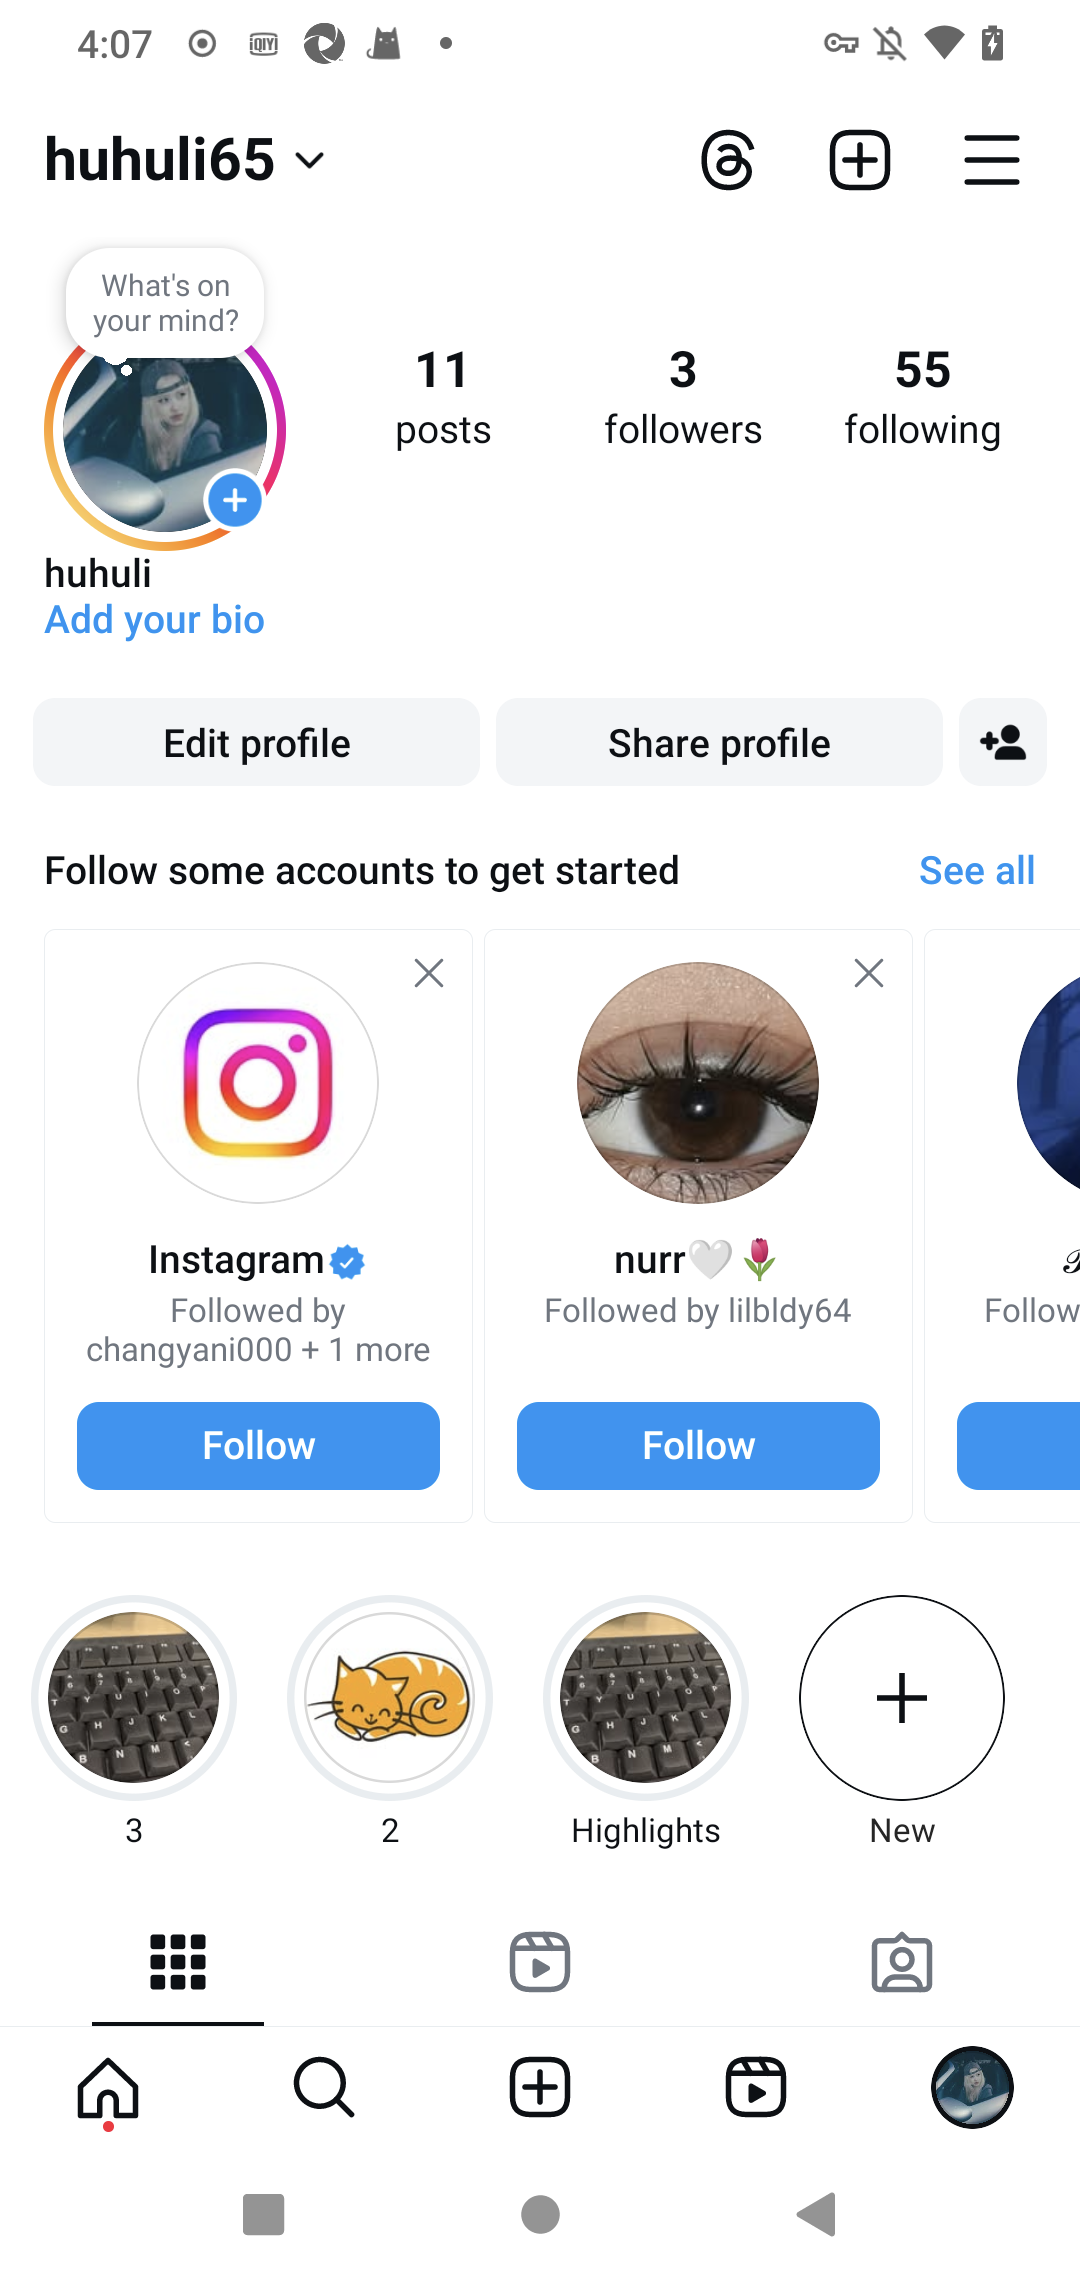 4:07
huhuli65
What's on
your mind?
11
posts
3
followers
55
following
huhuli
Add your bio
Edit profile
Share profile
Follow some accounts to get started
See all
Instagram
Followed by
changyani000 + 1 more
Follow
nurr🤍🌷
Followed by lilbldy64
Follow
Follow
3
2
Highlights
New